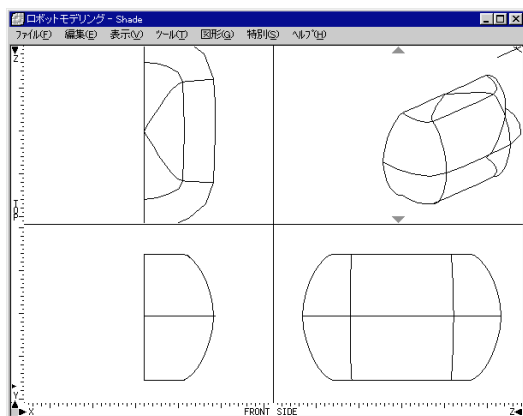 ロボットモデリング - Shade
ファイル(F) 編集(E) 表示(V) ツール(T) 図形(G) 特別(S) ヘルプ(H)
Z
TOP
Y
X FRONT SIDE Z